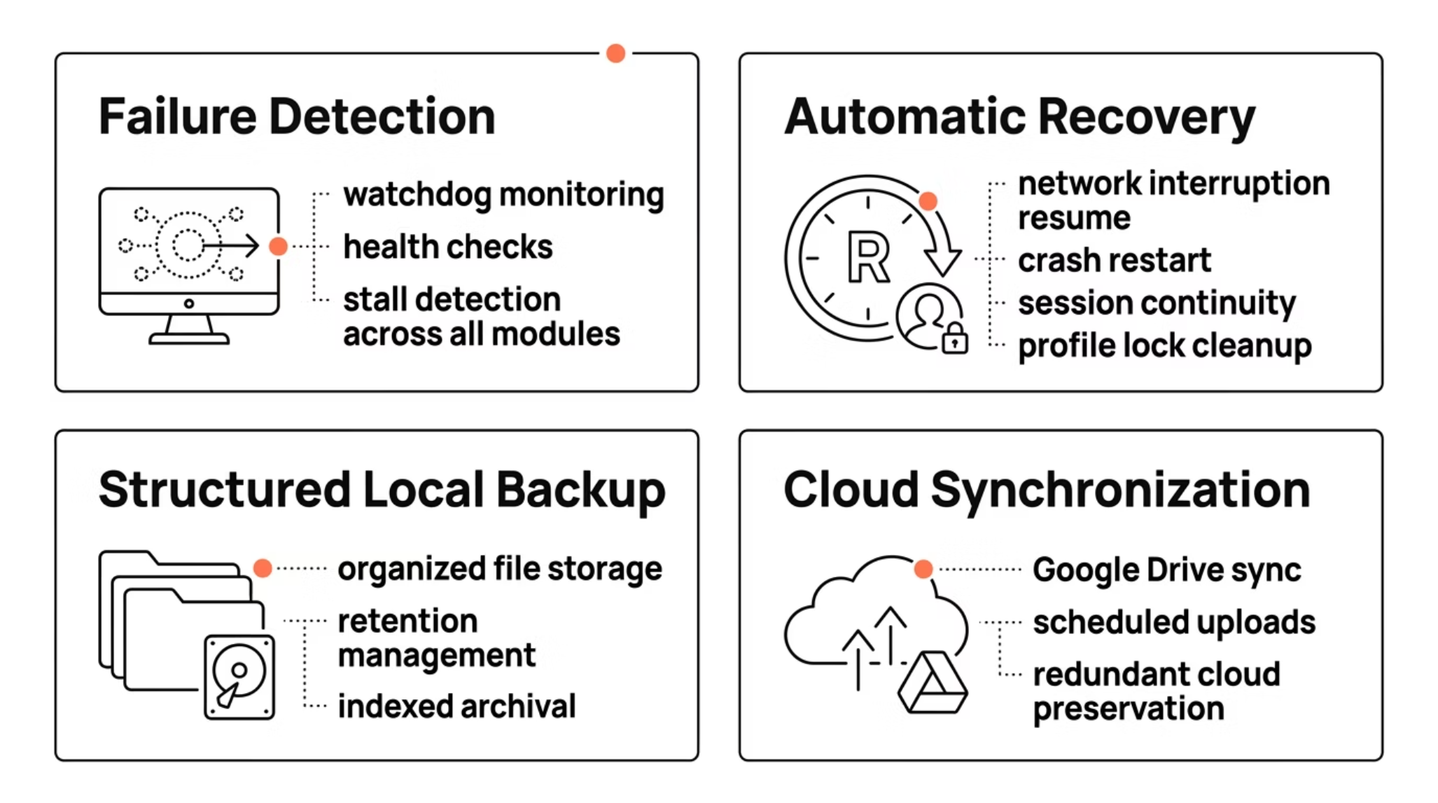 Failure Detection
watchdog monitoring
health checks
stall detection
across all modules
Automatic Recovery
R
network interruption
resume
crash restart
session continuity
profile lock cleanup
Structured Local Backup
organized file storage
retention
management
indexed archival
Cloud Synchronization
Google Drive sync
scheduled uploads
redundant cloud
preservation